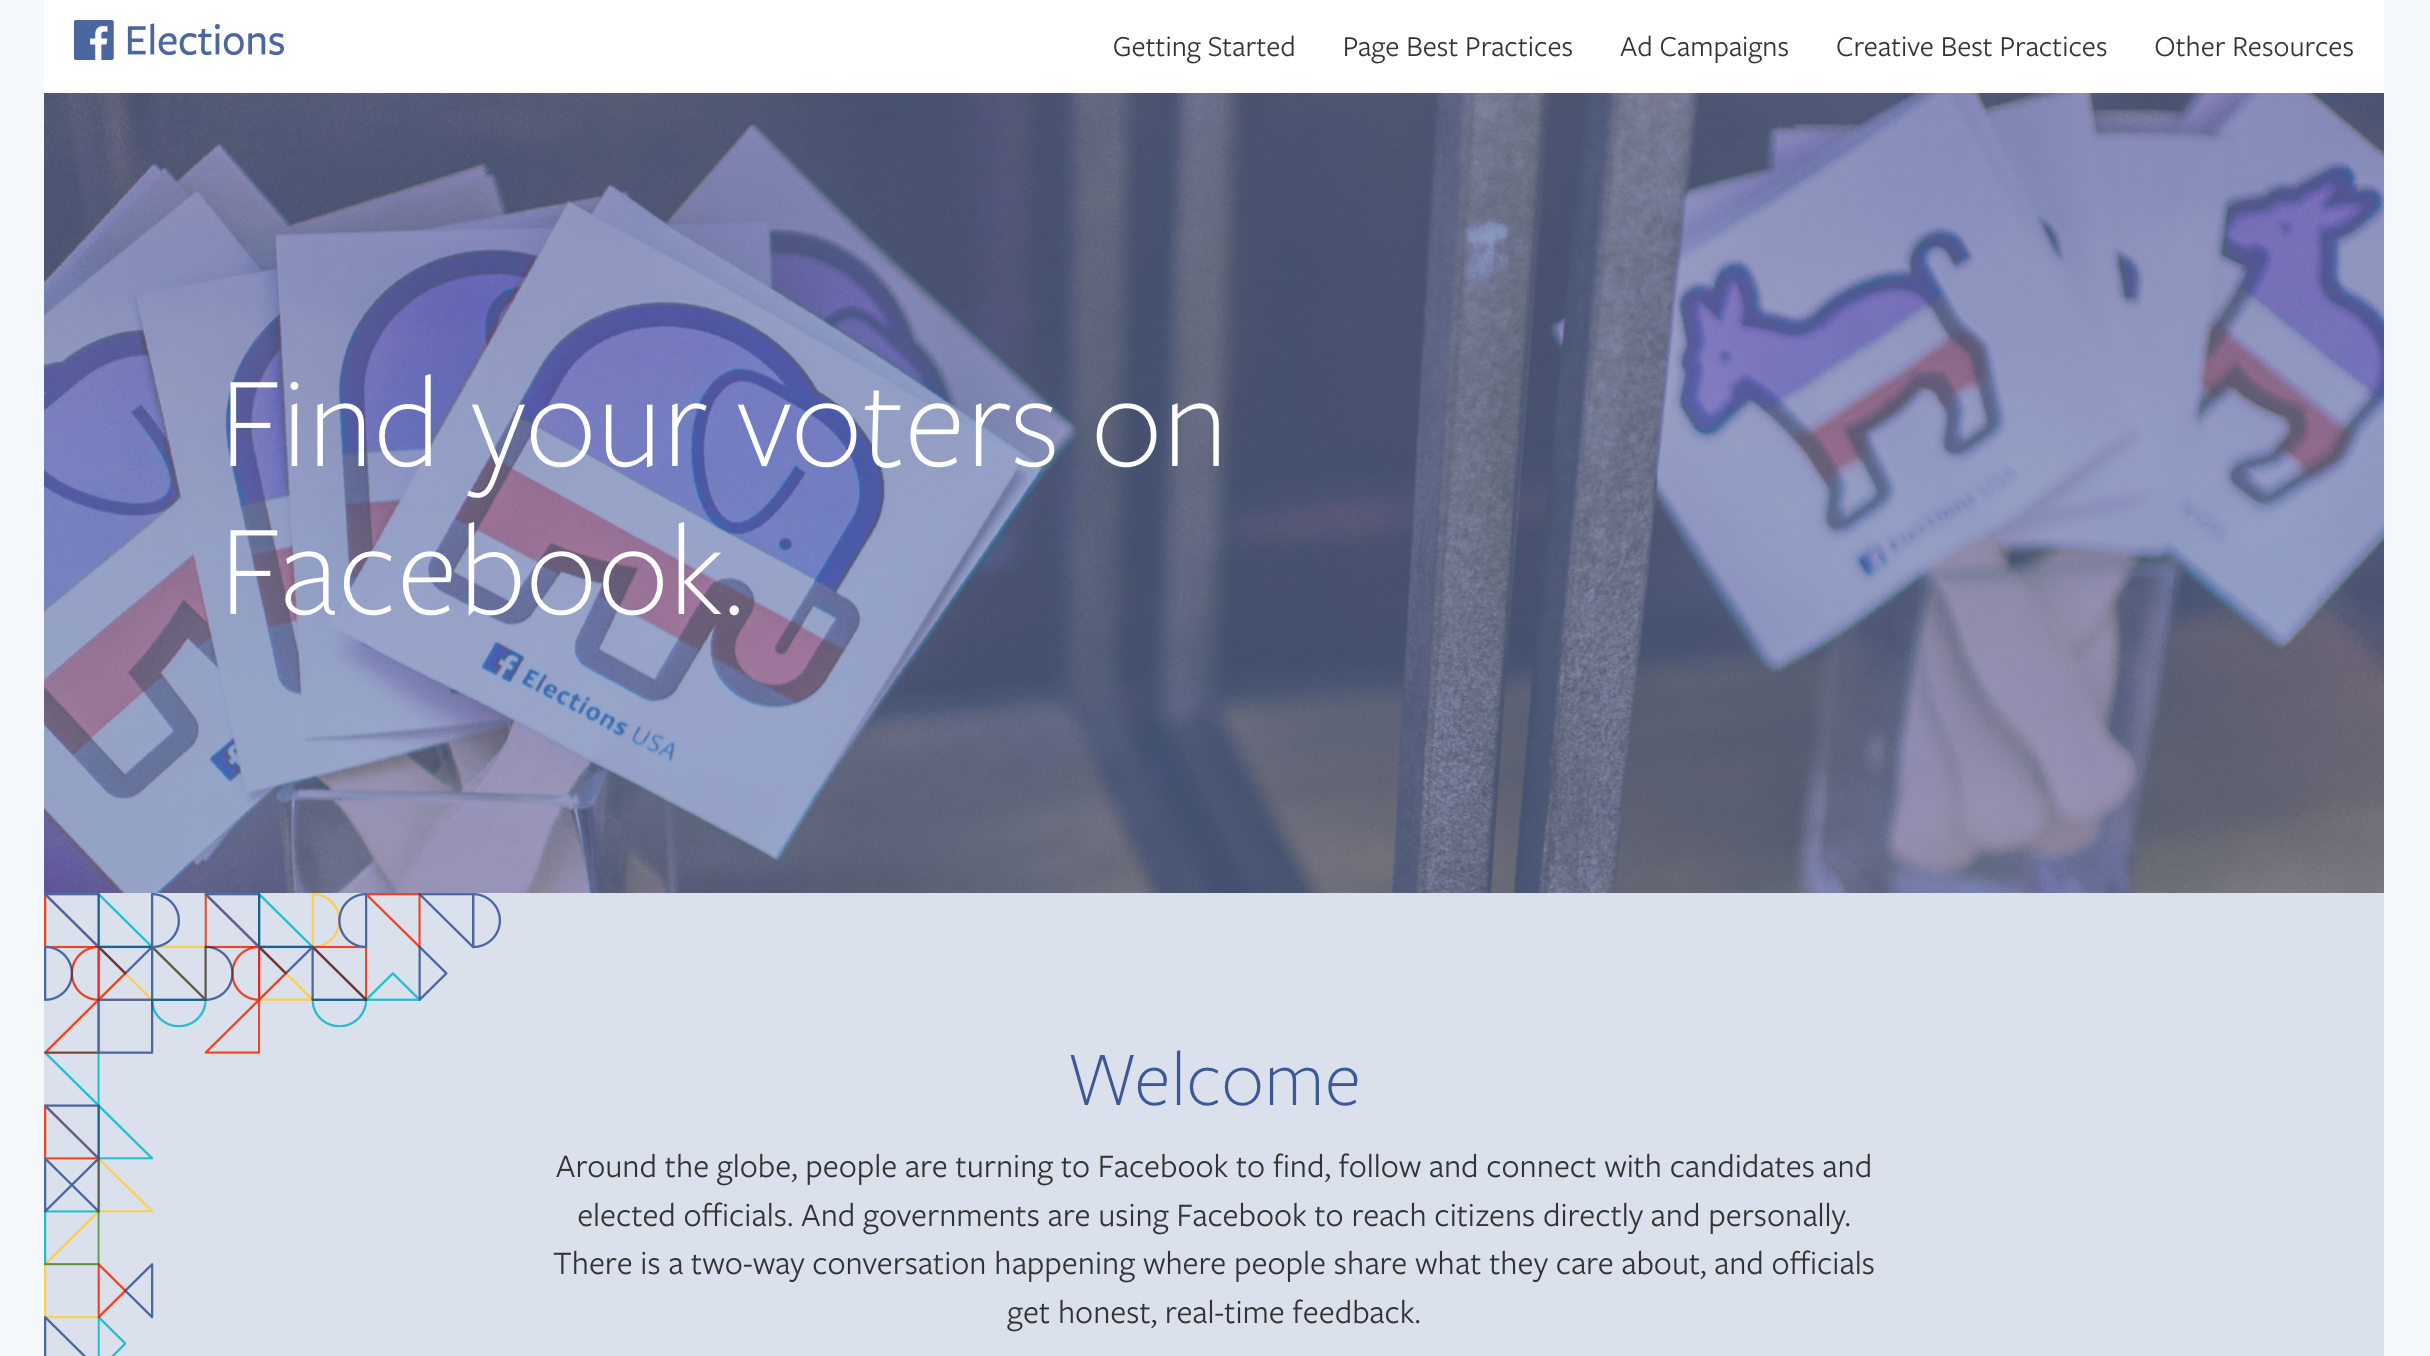 Elections
Getting Started Page Best Practices Ad Campaigns Creative Best Practices Other Resources
Find your voters on
Facebook.
Elections USA
Elections USA
Welcome
Around the globe, people are turning to Facebook to find, follow and connect with candidates and
elected officials. And governments are using Facebook to reach citizens directly and personally.
There is a two-way conversation happening where people share what they care about, and officials
get honest, real-time feedback.